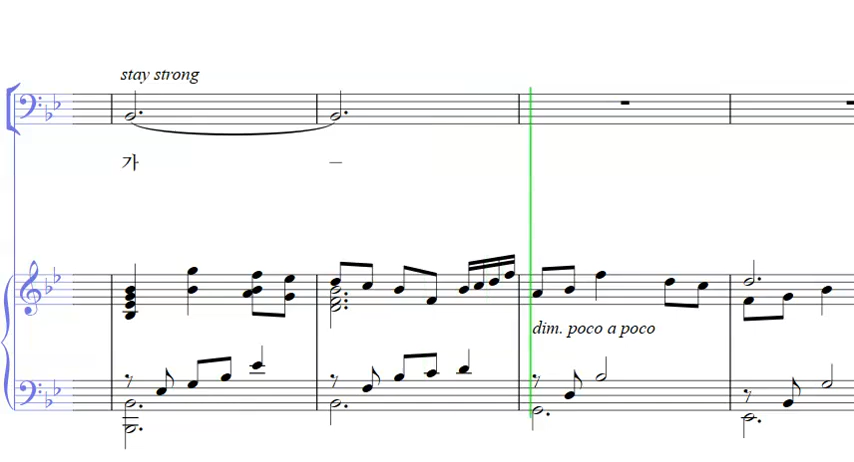 stay strong
가
dim. poco a poco